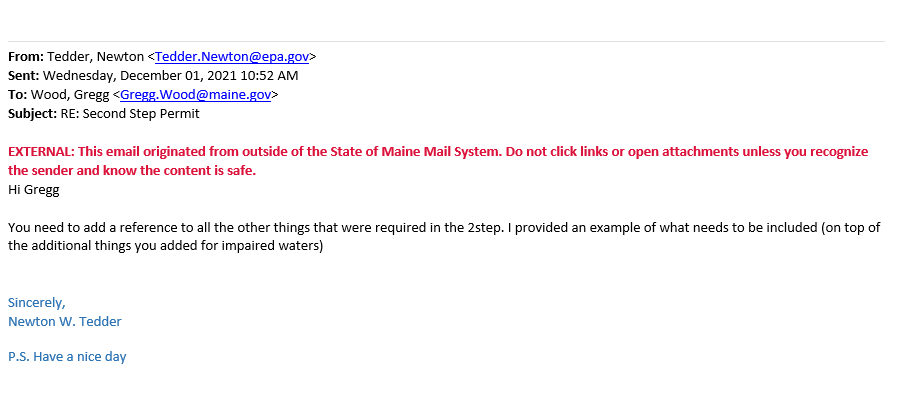 From: Tedder, Newton <Tedder.Newton@epa.gov>
Sent: Wednesday, December 01, 2021 10:52 AM
To: Wood, Gregg <Gregg.Wood@maine.gov>
Subject: RE: Second Step Permit
EXTERNAL: This email originated from outside of the State of Maine Mail System. Do not click links or open attachments unless you recognize
the sender and know the content is safe.
Hi Gregg
You need to add a reference to all the other things that were required in the 2step. I provided an example of what needs to be included (on top of
the additional things you added for impaired waters)
Sincerely,
Newton W. Tedder
P.S. Have a nice day